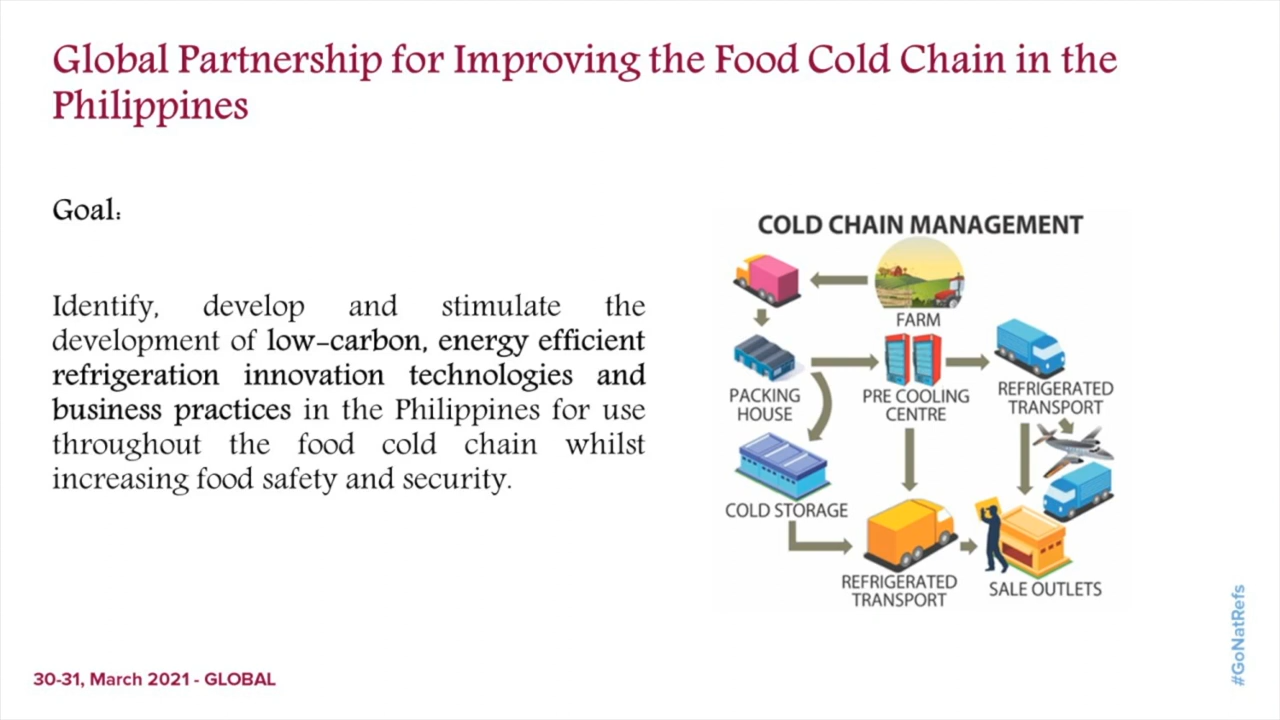 Global Partnership for Improving the Food Cold Chain in the
Philippines
Goal:
Identify, develop and stimulate the
development of low-carbon, energy efficient
refrigeration innovation technologies and
business practices in the Philippines for use
throughout the food cold chain whilst
increasing food safety and security.
COLD CHAIN MANAGEMENT
FARM
PACKING
HOUSE
PRE COOLING
CENTRE
REFRIGERATED
TRANSPORT
COLD STORAGE
REFRIGERATED
TRANSPORT
SALE OUTLETS
#GoNatRefs
30-31, March 2021 - GLOBAL